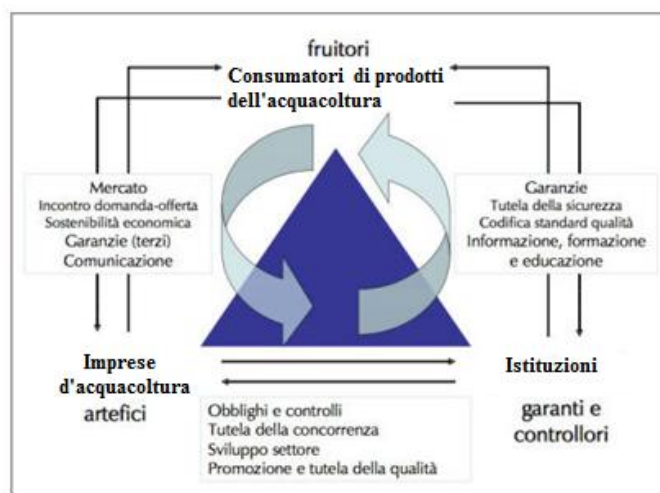 fruitori
Consumatori di prodotti
dell'acquacoltura
Mercato
Incontro domanda-offerta
Sostenibilità economica
Garanzie (terzi)
Comunicazione
Garanzie
Tutela della sicurezza
Codifica standard qualità
Informazione, formazione
e educazione
Imprese
d'acquacoltura
artefici
Istituzioni
garanti e
controllori
Obblighi e controlli
Tutela della concorrenza
Sviluppo settore
Promozione e tutela della qualità